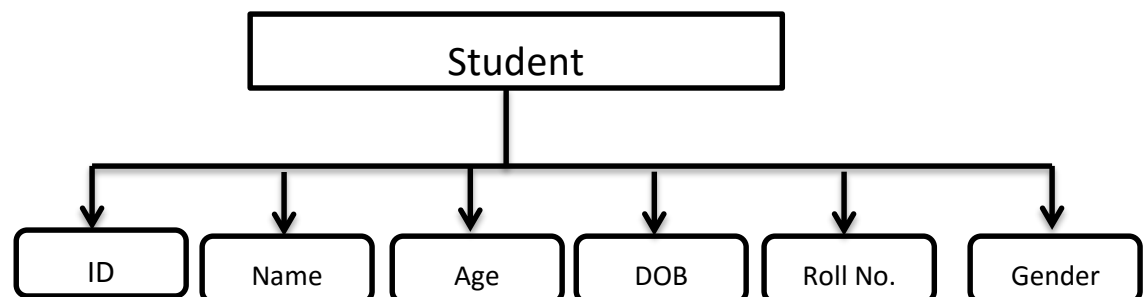 Student
ID
Name
Age
DOB
Roll No.
Gender